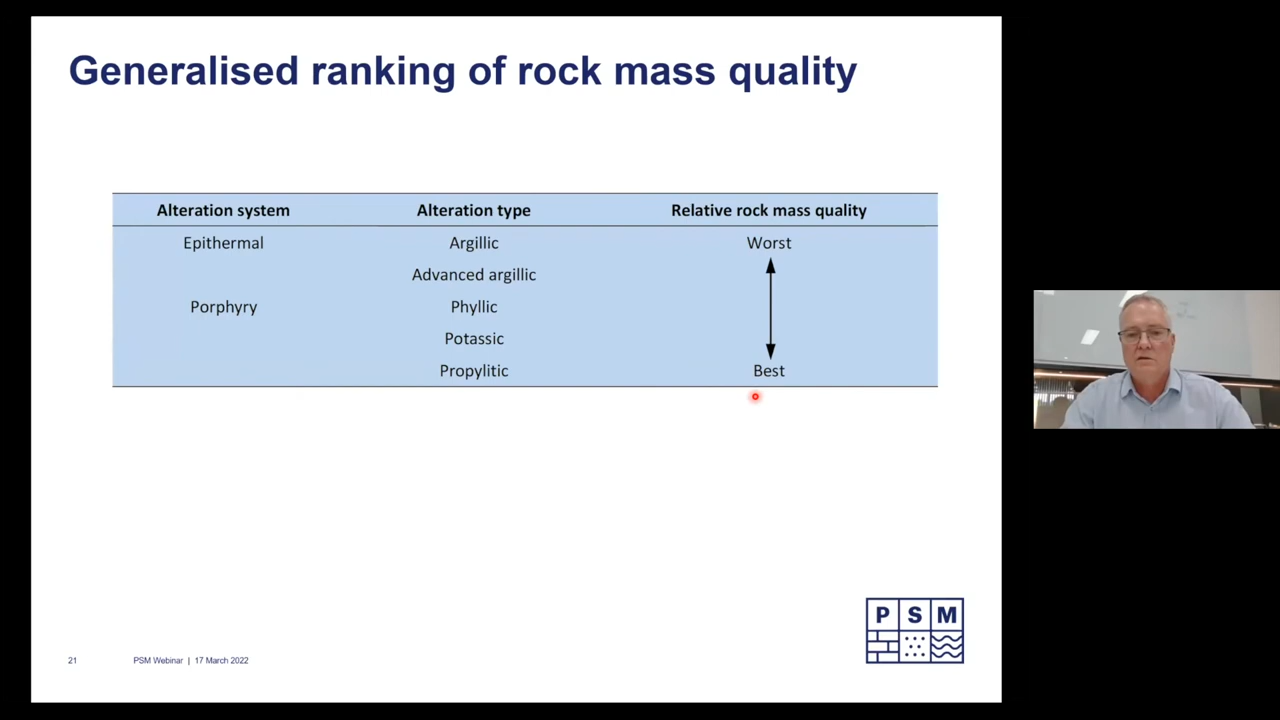 Generalised ranking of rock mass quality
Alteration system Alteration type Relative rock mass quality
Epithermal Argillic Worst
Advanced argillic
Porphyry Phyllic
Potassic
Propylitic Best
P S M
21 PSM Webinar | 17 March 2022